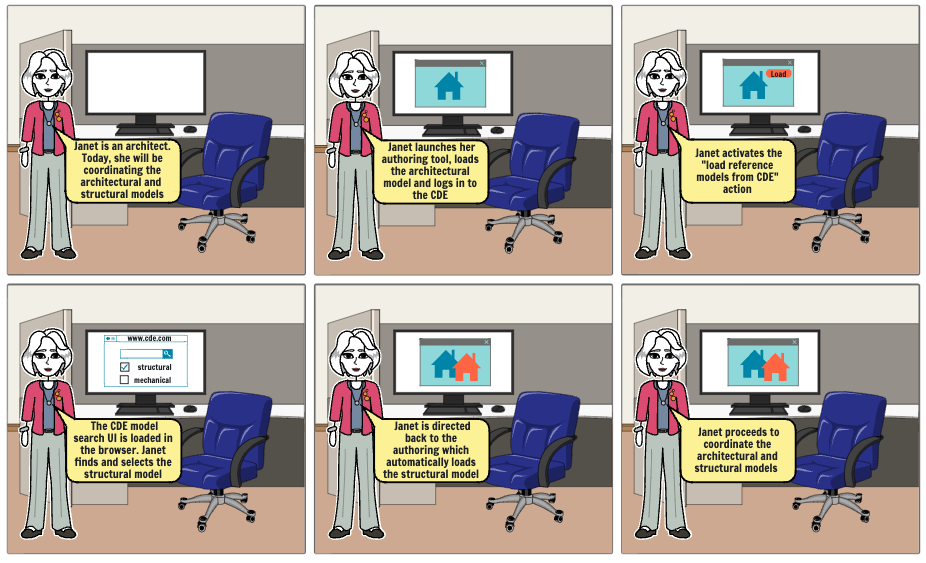 Janet is an architect.
Today, she will be
coordinating the
architectural and
structural models
Janet launches her
authoring tool, loads
the architectural
model and logs in to
the CDE
Load
Janet activates the
"load reference
models from CDE"
action
www.cde.com
structural
mechanical
The CDE model
search UI is loaded in
the browser. Janet
finds and selects the
structural model
Janet is directed
back to the
authoring which
automatically loads
the structural model
Janet proceeds to
coordinate the
architectural and
structural models